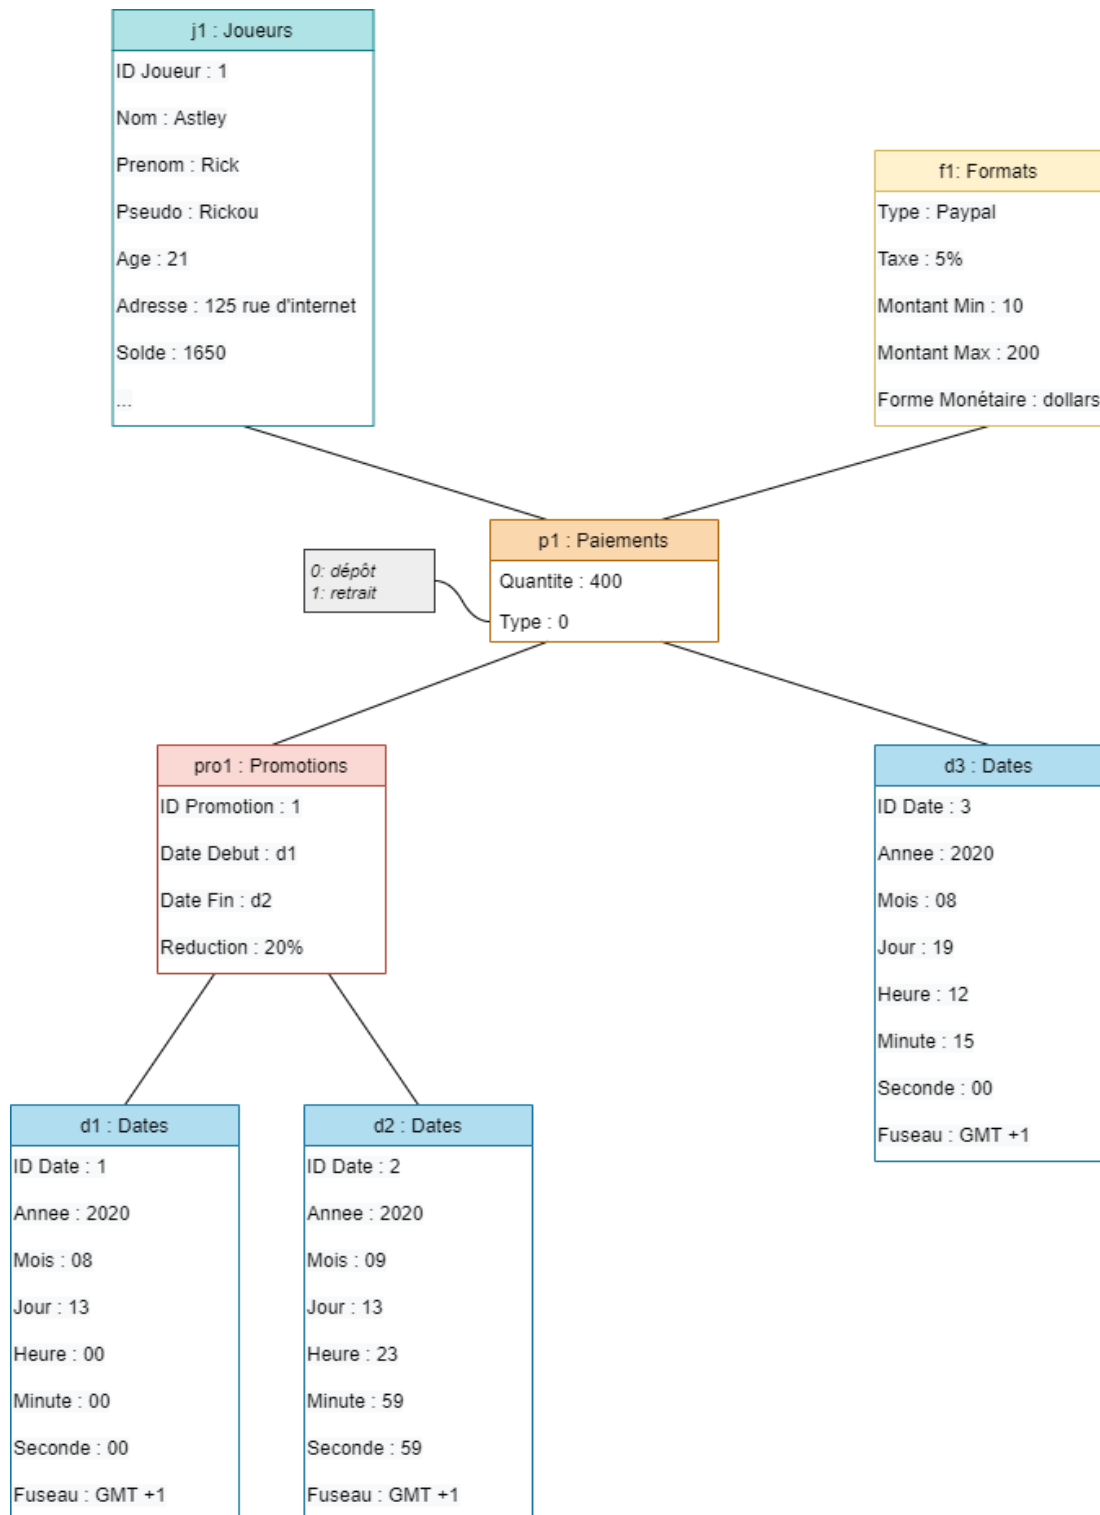 j1 : Joueurs
ID Joueur : 1
Nom : Astley
Prenom : Rick
Pseudo : Rickou
Age : 21
Adresse : 125 rue d'internet
Solde : 1650
...
f1: Formats
Type : Paypal
Taxe : 5%
Montant Min : 10
Montant Max : 200
Forme Monétaire : dollars
0: dépôt
1: retrait
p1 : Paiements
Quantite : 400
Type : 0
pro1 : Promotions
ID Promotion : 1
Date Debut : d1
Date Fin : d2
Reduction : 20%
d3 : Dates
ID Date : 3
Annee : 2020
Mois : 08
Jour : 19
Heure : 12
Minute : 15
Seconde : 00
Fuseau : GMT +1
d1 : Dates
ID Date : 1
Annee : 2020
Mois : 08
Jour : 13
Heure : 00
Minute : 00
Seconde : 00
Fuseau : GMT +1
d2 : Dates
ID Date : 2
Annee : 2020
Mois : 09
Jour : 13
Heure : 23
Minute : 59
Seconde : 59
Fuseau : GMT +1